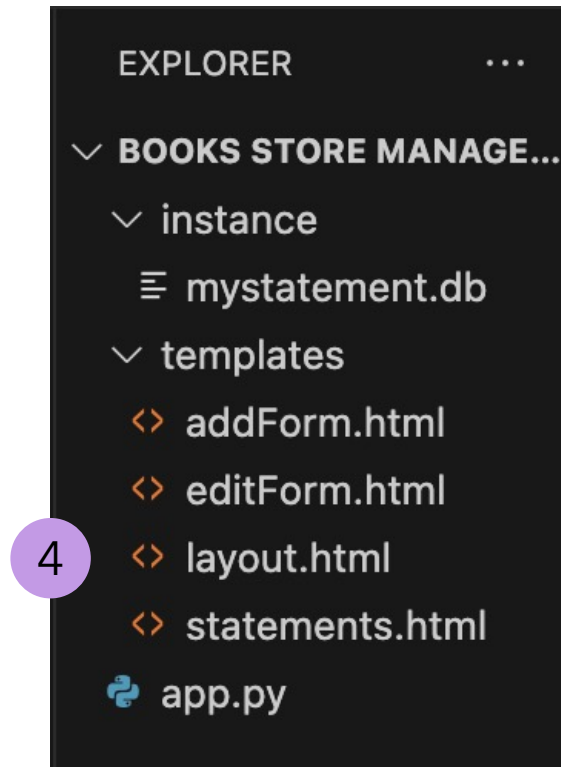 EXPLORER ...
BOOKS STORE MANAGE...
instance
mystatement.db
templates
addForm.html
editForm.html
4 layout.html
statements.html
app.py